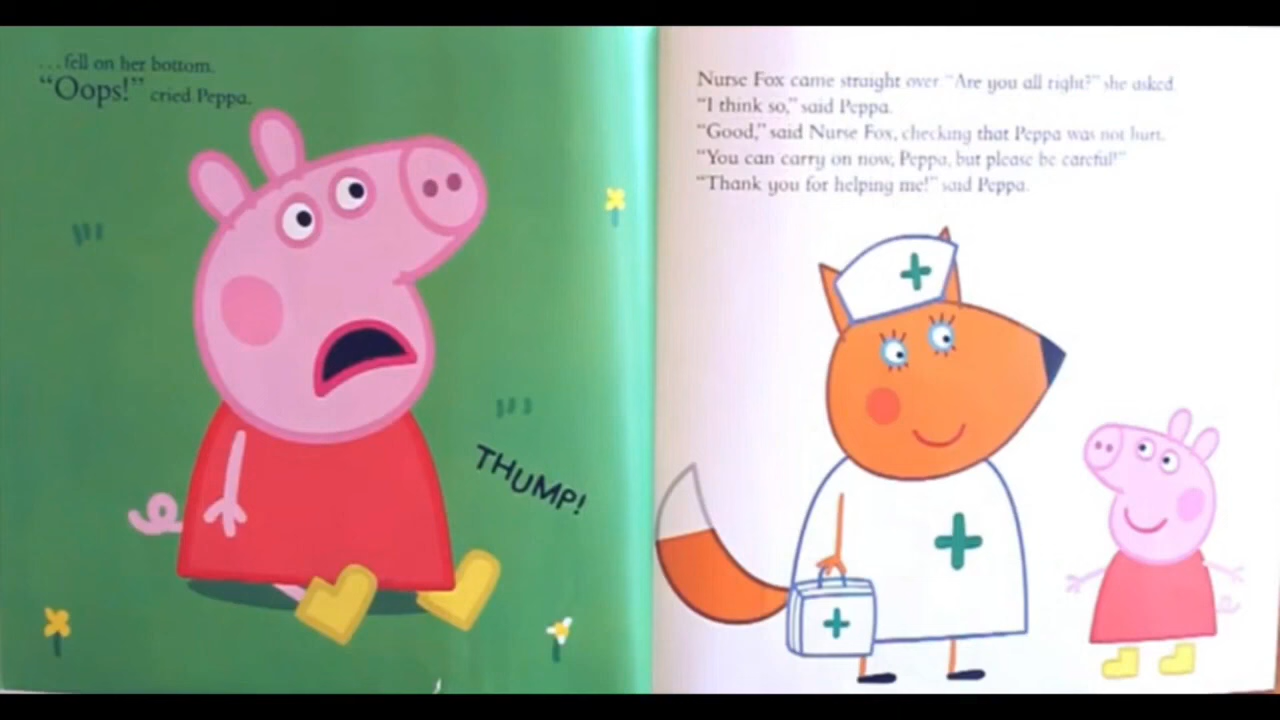 ...fell on her bottom.
“Oops!” cried Peppa.
THUMP!
Nurse Fox came straight over. “Are you all right?” she asked.
“I think so,” said Peppa.
“Good,” said Nurse Fox, checking that Peppa was not hurt.
“You can carry on now, Peppa, but please be careful!”
“Thank you for helping me!” said Peppa.